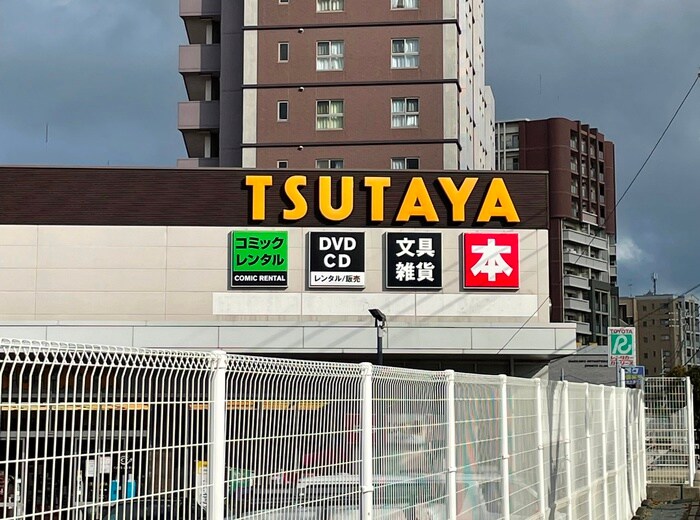 TSUTAYA
コミック
レンタル
COMIC RENTAL
DVD
CD
レンタル/販売
文具
雑貨
本
TOYOTA
R